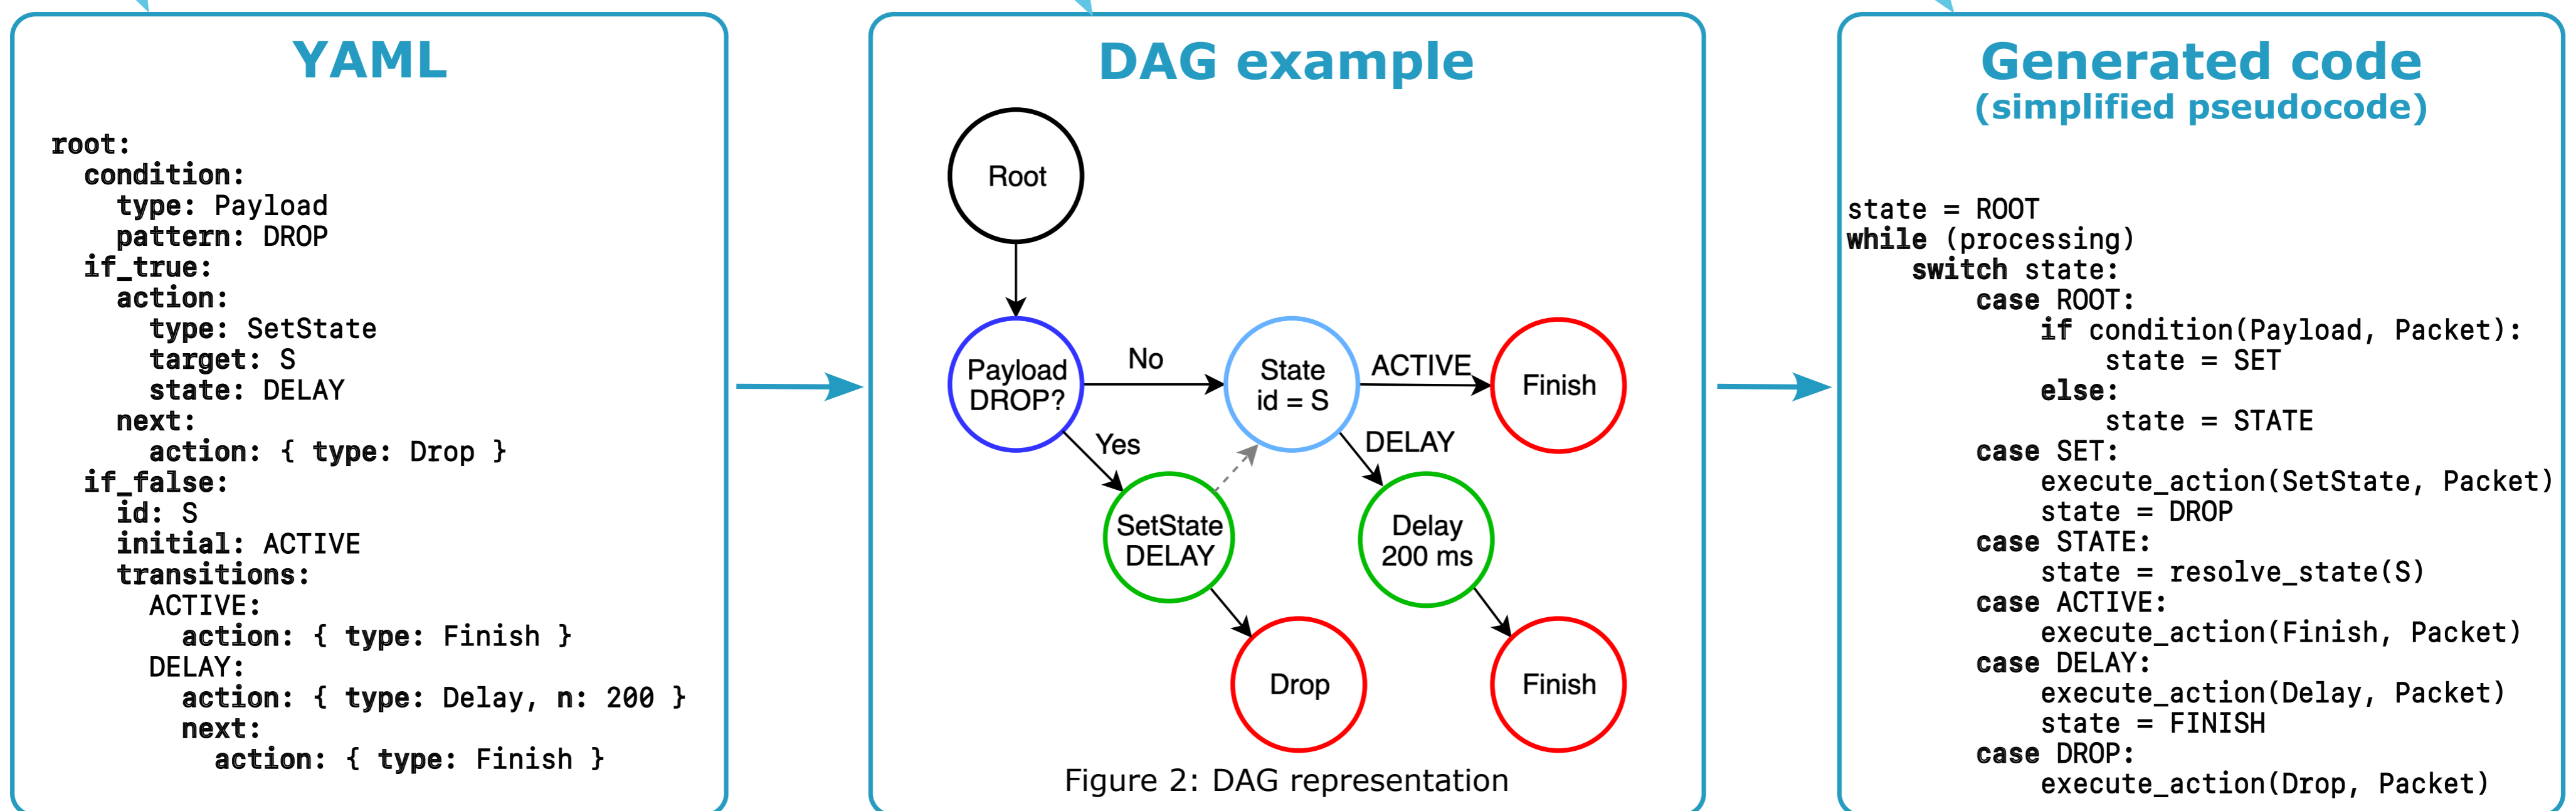 YAML
root:
  condition:
    type: Payload
    pattern: DROP
  if_true:
    action:
      type: SetState
      target: S
      state: DELAY
    next:
      action: { type: Drop }
  if_false:
    id: S
    initial: ACTIVE
    transitions:
      ACTIVE:
        action: { type: Finish }
      DELAY:
        action: { type: Delay, n: 200 }
        next:
          action: { type: Finish }
DAG example
Root
Payload
DROP?
No
State
id = S
ACTIVE
Finish
Yes
DELAY
SetState
DELAY
Delay
200 ms
Drop
Finish
Figure 2: DAG representation
Generated code
(simplified pseudocode)
state = ROOT
while (processing)
    switch state:
        case ROOT:
            if condition(Payload, Packet):
                state = SET
            else:
                state = STATE
        case SET:
            execute_action(SetState, Packet)
            state = DROP
        case STATE:
            state = resolve_state(S)
        case ACTIVE:
            execute_action(Finish, Packet)
        case DELAY:
            execute_action(Delay, Packet)
            state = FINISH
        case DROP:
            execute_action(Drop, Packet)